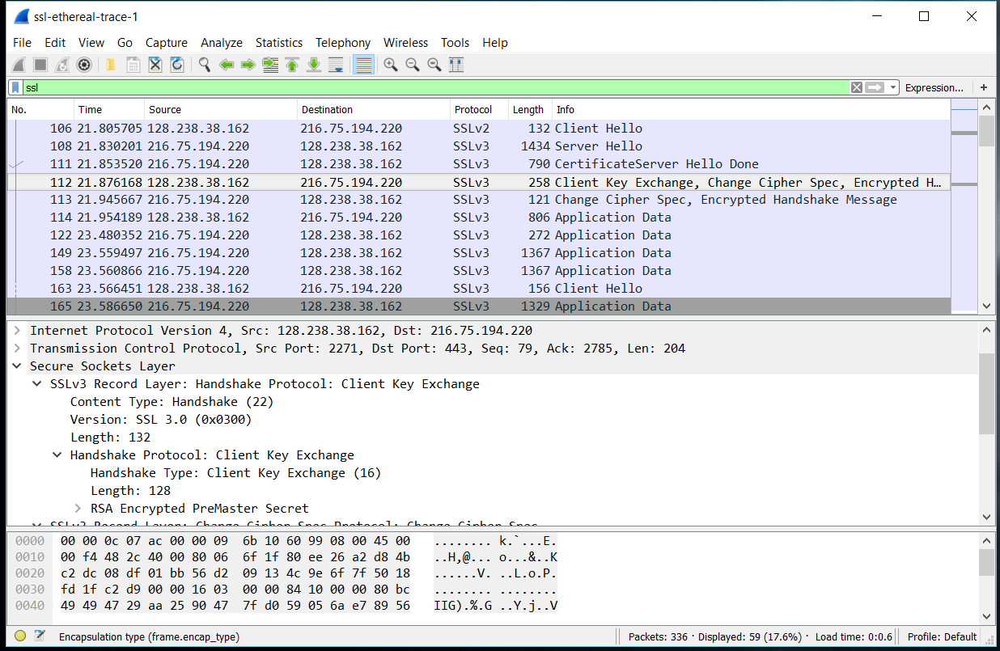 ssl-ethereal-trace-1
File Edit View Go Capture Analyze Statistics Telephony Wireless Tools Help
ssl Expression... +
No. Time Source Destination Protocol Length Info
106 21.805705 128.238.38.162 216.75.194.220 SSLv2 132 Client Hello
108 21.830201 216.75.194.220 128.238.38.162 SSLv3 1434 Server Hello
111 21.853520 216.75.194.220 128.238.38.162 SSLv3 790 CertificateServer Hello Done
112 21.876168 128.238.38.162 216.75.194.220 SSLv3 258 Client Key Exchange, Change Cipher Spec, Encrypted H…
113 21.945667 216.75.194.220 128.238.38.162 SSLv3 121 Change Cipher Spec, Encrypted Handshake Message
114 21.954189 128.238.38.162 216.75.194.220 SSLv3 806 Application Data
122 23.480352 216.75.194.220 128.238.38.162 SSLv3 272 Application Data
149 23.559497 216.75.194.220 128.238.38.162 SSLv3 1367 Application Data
158 23.560866 216.75.194.220 128.238.38.162 SSLv3 1367 Application Data
163 23.566451 128.238.38.162 216.75.194.220 SSLv3 156 Client Hello
165 23.586650 216.75.194.220 128.238.38.162 SSLv3 1329 Application Data
Internet Protocol Version 4, Src: 128.238.38.162, Dst: 216.75.194.220
Transmission Control Protocol, Src Port: 2271, Dst Port: 443, Seq: 79, Ack: 2785, Len: 204
Secure Sockets Layer
SSLv3 Record Layer: Handshake Protocol: Client Key Exchange
Content Type: Handshake (22)
Version: SSL 3.0 (0x0300)
Length: 132
Handshake Protocol: Client Key Exchange
Handshake Type: Client Key Exchange (16)
Length: 128
RSA Encrypted PreMaster Secret
SSLv3 Record Layer: Change Cipher Spec Protocol: Change Cipher Spec
0000 00 00 0c 07 ac 00 00 09 6b 10 60 99 08 00 45 00 ........ k.`...E.
0010 00 f4 48 2c 40 00 80 06 6f 1f 80 ee 26 a2 d8 4b ..H,@... o...&..K
0020 c2 dc 08 df 01 bb 56 d2 09 13 4c 9e 6f 7f 50 18 ......V. ..L.o.P.
0030 fd 1f c2 d9 00 00 16 03 00 00 84 10 00 00 80 bc ........ ........
0040 49 49 47 29 aa 25 90 47 7f d0 59 05 6a e7 89 56 IIG).%.G ..Y.j..V
Encapsulation type (frame.encap_type) Packets: 336 · Displayed: 59 (17.6%) · Load time: 0:0.6 Profile: Default